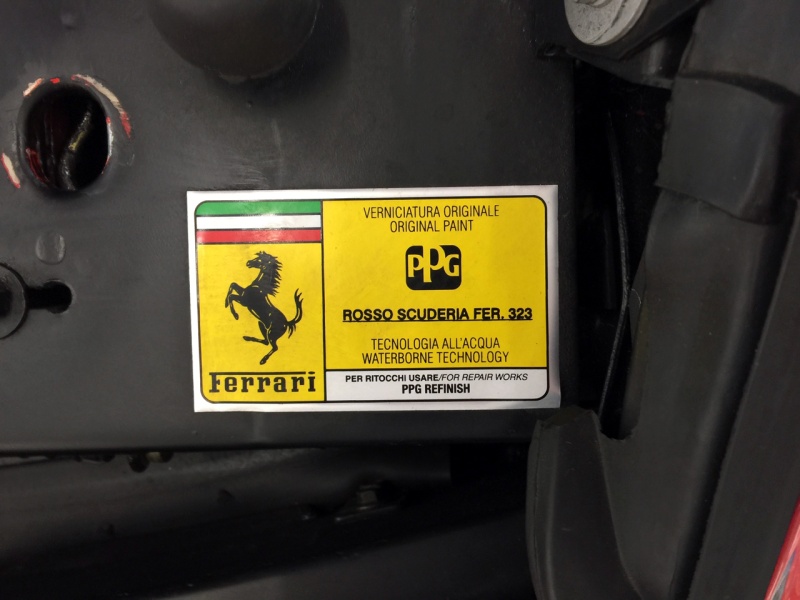 VERNICIATURA ORIGINALE
ORIGINAL PAINT
PPG
ROSSO SCUDERIA FER. 323
TECNOLOGIA ALL'ACQUA
WATERBORNE TECHNOLOGY
Ferrari
PER RITOCCHI USARE/FOR REPAIR WORKS
PPG REFINISH